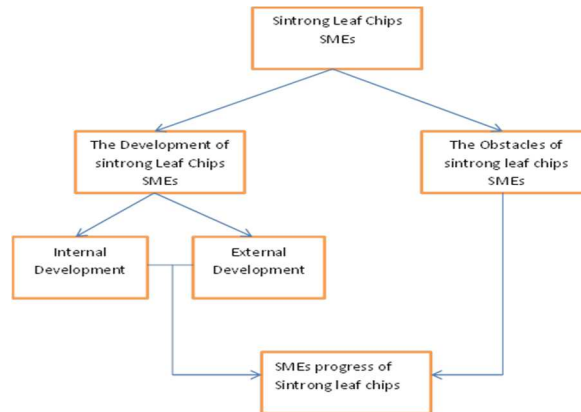 Sintrong Leaf Chips
SMEs
The Development of
sintrong Leaf Chips
SMEs
The Obstacles of
sintrong leaf chips
SMEs
Internal
Development
External
Development
SMEs progress of
Sintrong leaf chips